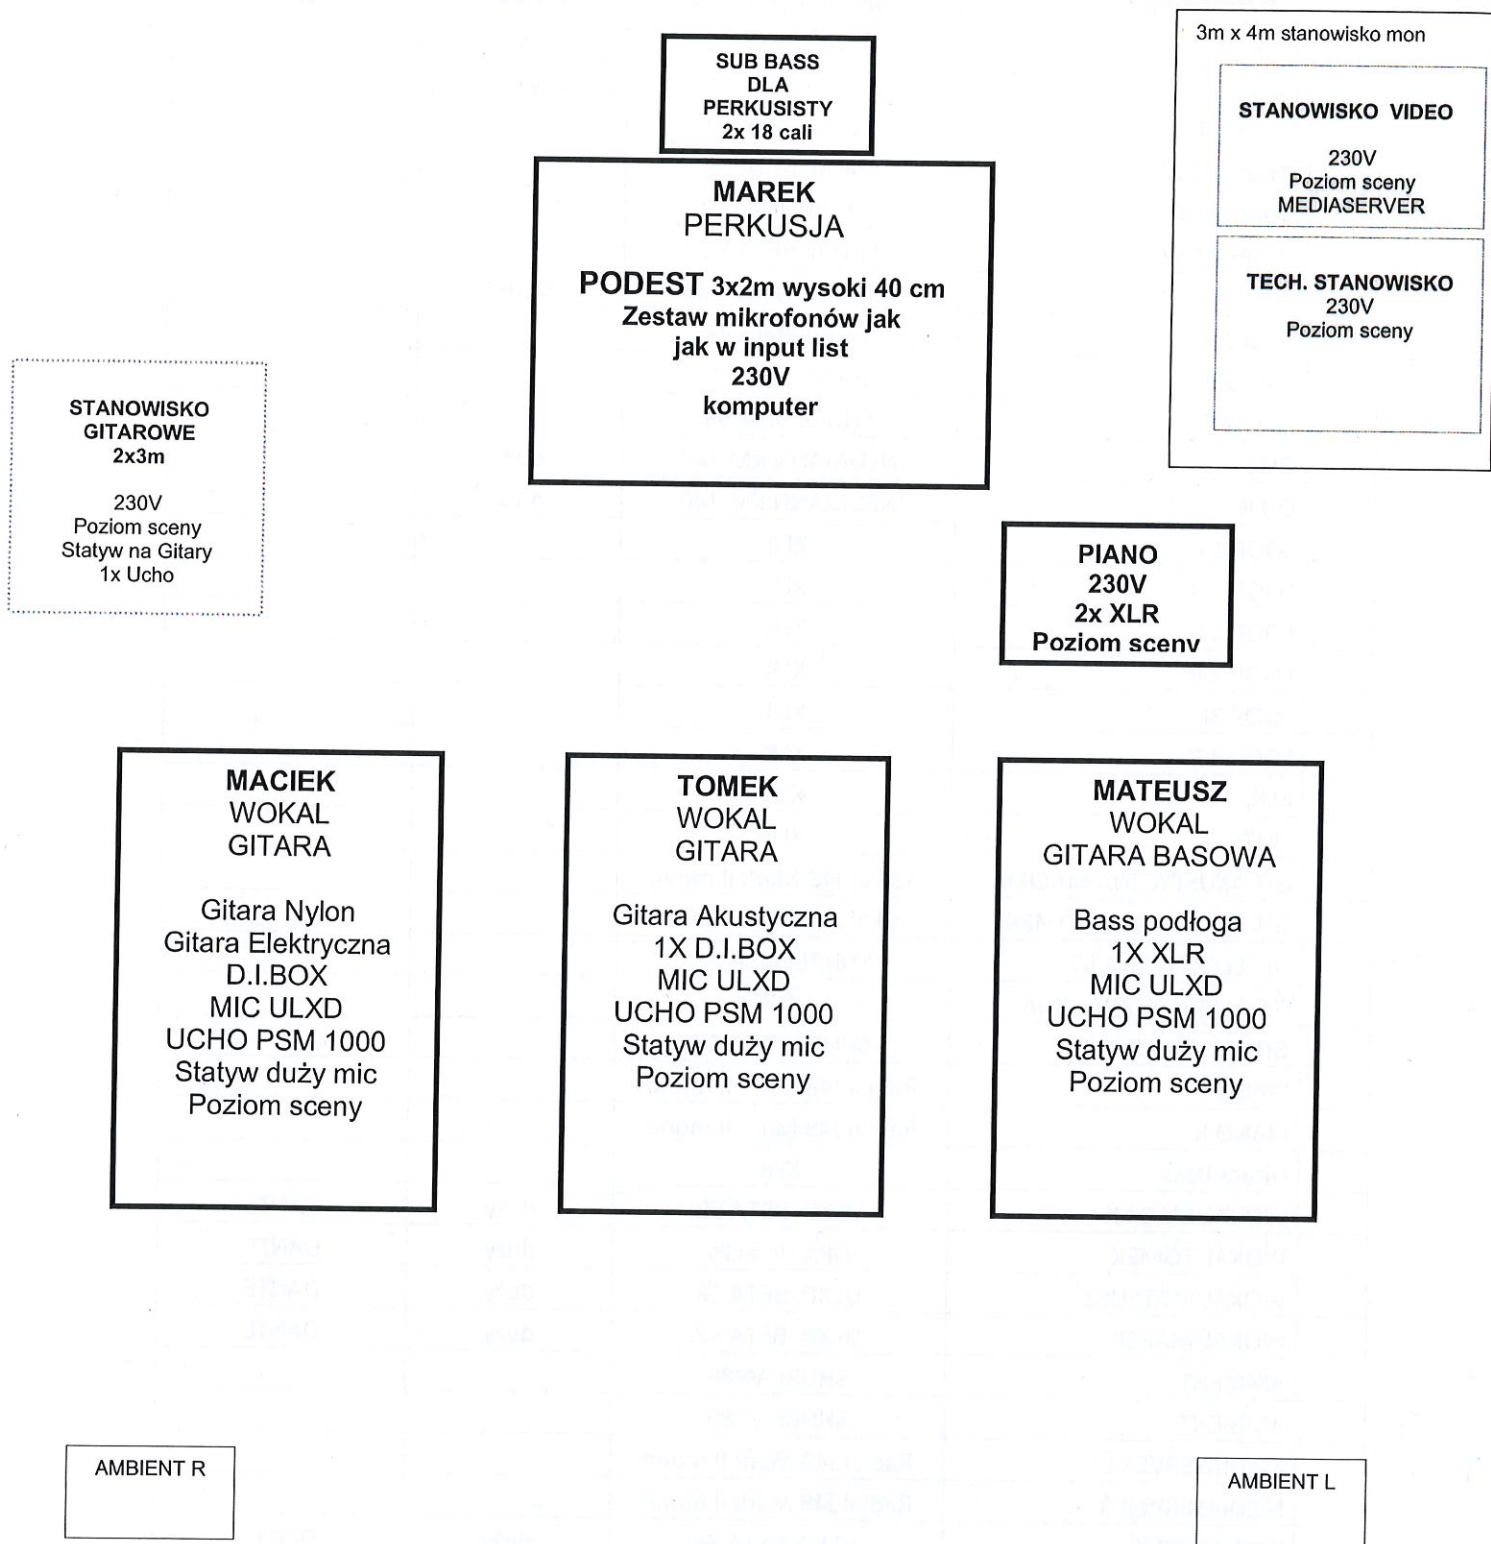 3m x 4m stanowisko mon
SUB BASS
DLA
PERKUSISTY
2x 18 cali
STANOWISKO VIDEO
230V
Poziom sceny
MEDIASERVER
MAREK
PERKUSJA
PODEST 3x2m wysoki 40 cm
Zestaw mikrofonów jak
jak w input list
230V
komputer
TECH. STANOWISKO
230V
Poziom sceny
STANOWISKO
GITAROWE
2x3m
230V
Poziom sceny
Statyw na Gitary
1x Ucho
PIANO
230V
2x XLR
Poziom sceny
MACIEK
WOKAL
GITARA
Gitara Nylon
Gitara Elektryczna
D.I.BOX
MIC ULXD
UCHO PSM 1000
Statyw duży mic
Poziom sceny
TOMEK
WOKAL
GITARA
Gitara Akustyczna
1X D.I.BOX
MIC ULXD
UCHO PSM 1000
Statyw duży mic
Poziom sceny
MATEUSZ
WOKAL
GITARA BASOWA
Bass podłoga
1X XLR
MIC ULXD
UCHO PSM 1000
Statyw duży mic
Poziom sceny
AMBIENT R
AMBIENT L